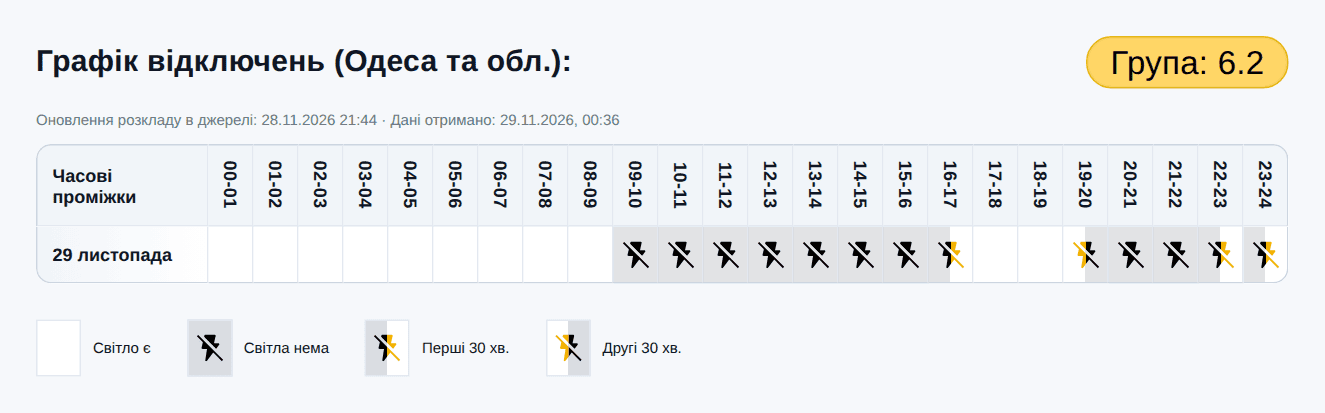 Графік відключень (Одеса та обл.):
Група: 6.2
Оновлення розкладу в джерелі: 28.11.2026 21:44 · Дані отримано: 29.11.2026, 00:36
Часові
проміжки
00-01
01-02
02-03
03-04
04-05
05-06
06-07
07-08
08-09
09-10
10-11
11-12
12-13
13-14
14-15
15-16
16-17
17-18
18-19
19-20
20-21
21-22
22-23
23-24
29 листопада
Світло є
Світла нема
Перші 30 хв.
Другі 30 хв.